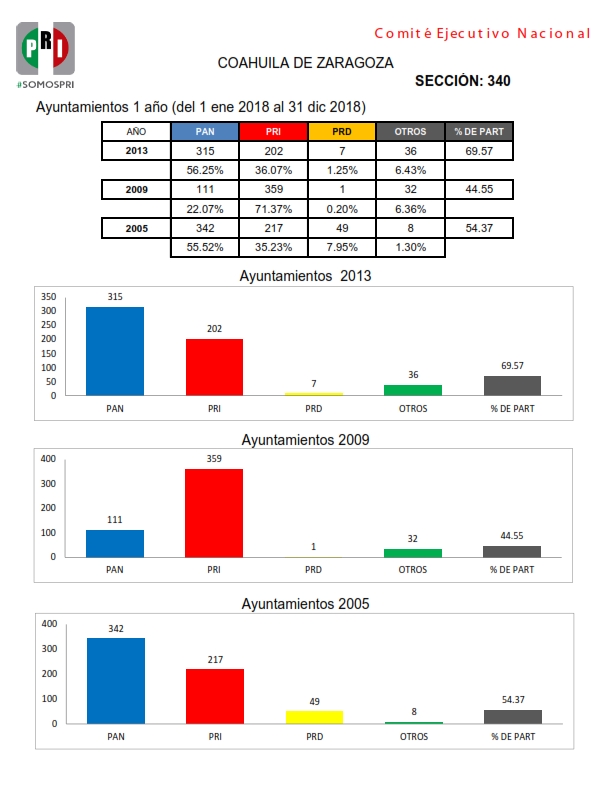 Comité Ejecutivo Nacional
PRI
#SOMOSPRI
COAHUILA DE ZARAGOZA
SECCIÓN: 340
Ayuntamientos 1 año (del 1 ene 2018 al 31 dic 2018)
AÑO PAN PRI PRD OTROS % DE PART
2013 315 202 7 36 69.57
56.25% 36.07% 1.25% 6.43%
2009 111 359 1 32 44.55
22.07% 71.37% 0.20% 6.36%
2005 342 217 49 8 54.37
55.52% 35.23% 7.95% 1.30%
Ayuntamientos 2013
350
300
250
200
150
100
50
0
315
202
7
36
69.57
PAN PRI PRD OTROS % DE PART
Ayuntamientos 2009
400
300
200
100
0
111
359
1
32
44.55
PAN PRI PRD OTROS % DE PART
Ayuntamientos 2005
400
300
200
100
0
342
217
49
8
54.37
PAN PRI PRD OTROS % DE PART